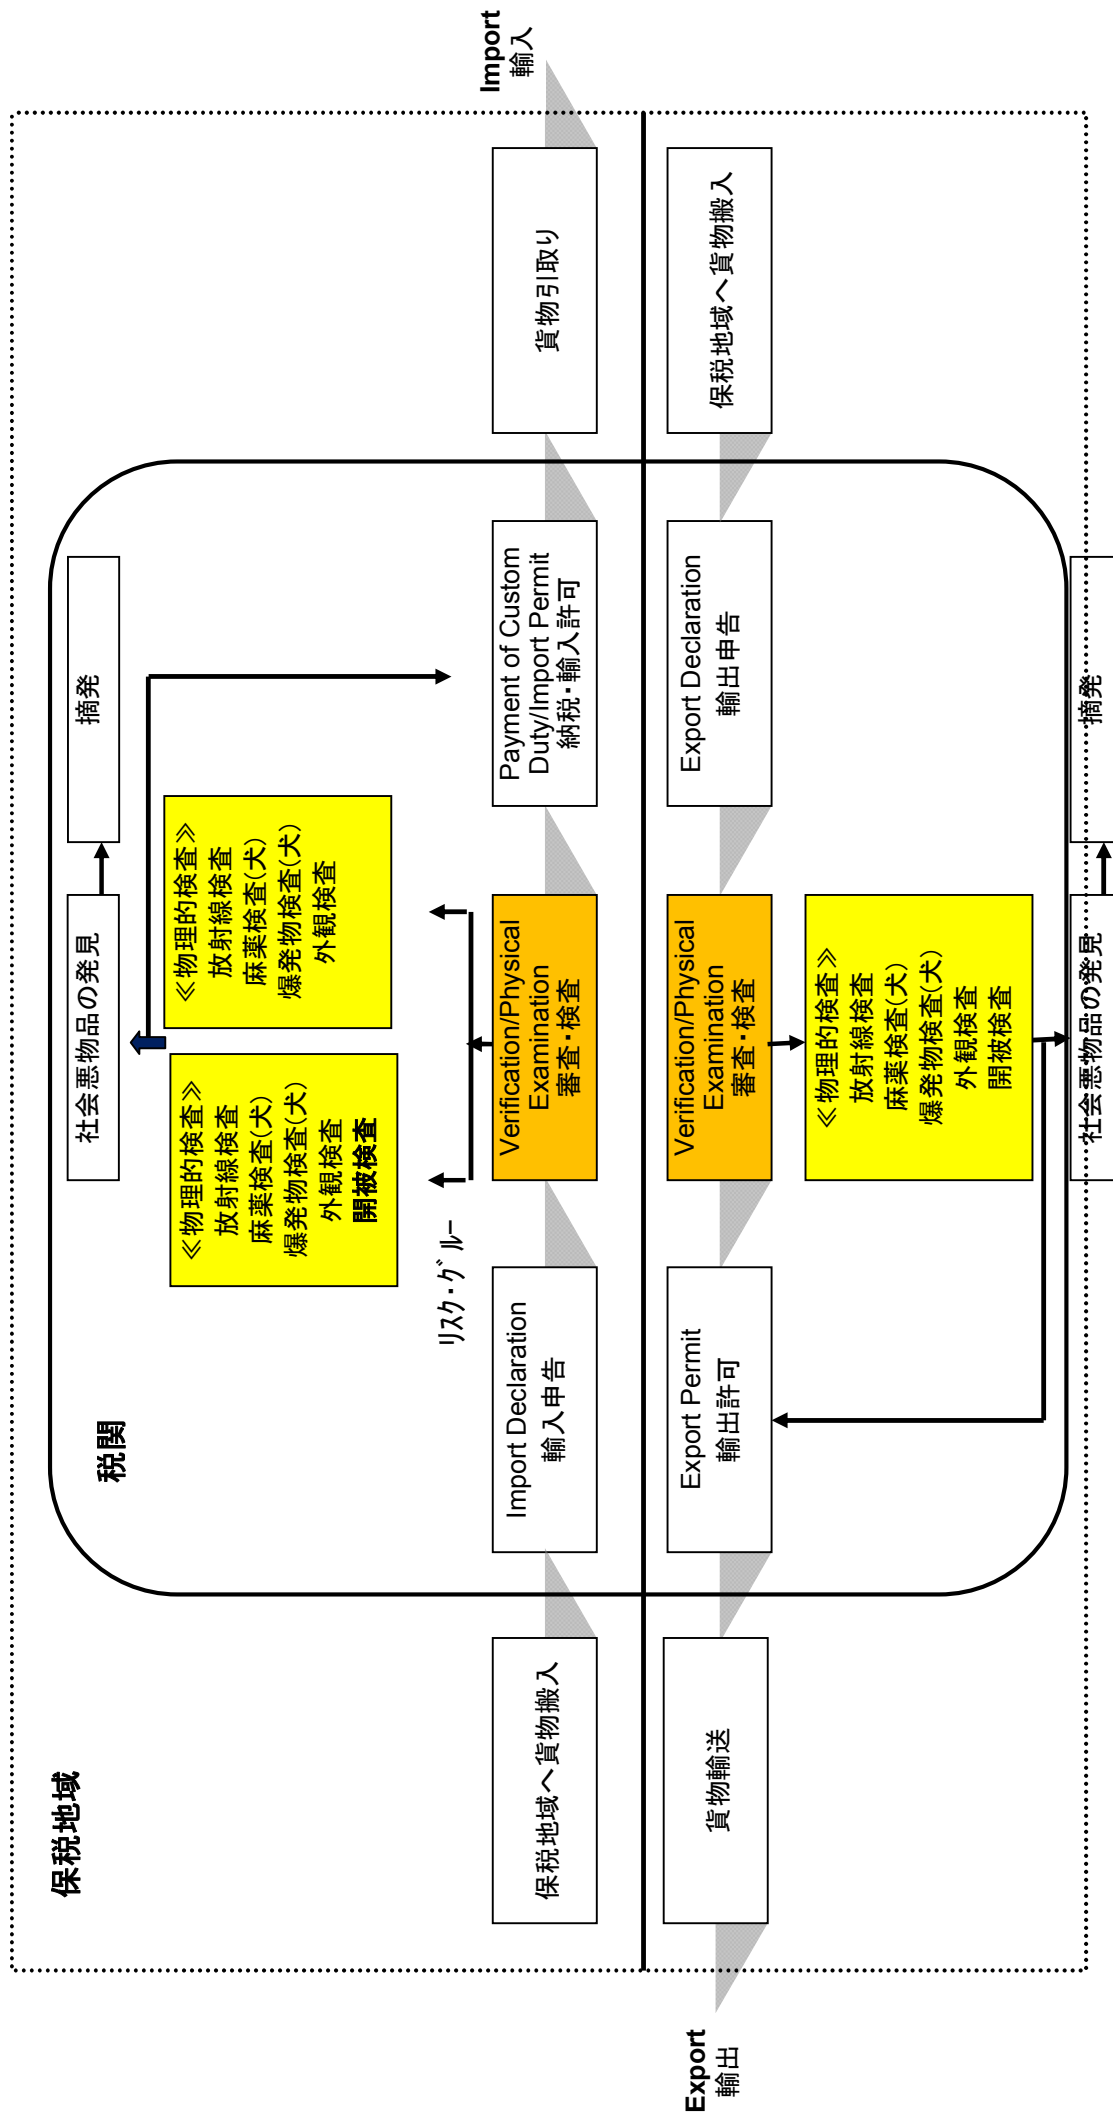 保税地域
税関
社会悪物品の発見
摘発
≪物理的検査≫
放射線検査
麻薬検査(犬)
爆発物検査(犬)
外観検査
開被検査
≪物理的検査≫
放射線検査
麻薬検査(犬)
爆発物検査(犬)
外観検査
リスク・グルー
保税地域へ貨物搬入
Import Declaration
輸入申告
Verification/Physical
Examination
審査・検査
Payment of Custom
Duty/Import Permit
納税・輸入許可
貨物引取り
Import
輸入
Export
輸出
貨物輸送
Export Permit
輸出許可
Verification/Physical
Examination
審査・検査
Export Declaration
輸出申告
保税地域へ貨物搬入
≪物理的検査≫
放射線検査
麻薬検査(犬)
爆発物検査(犬)
外観検査
開被検査
社会悪物品の発見
摘発